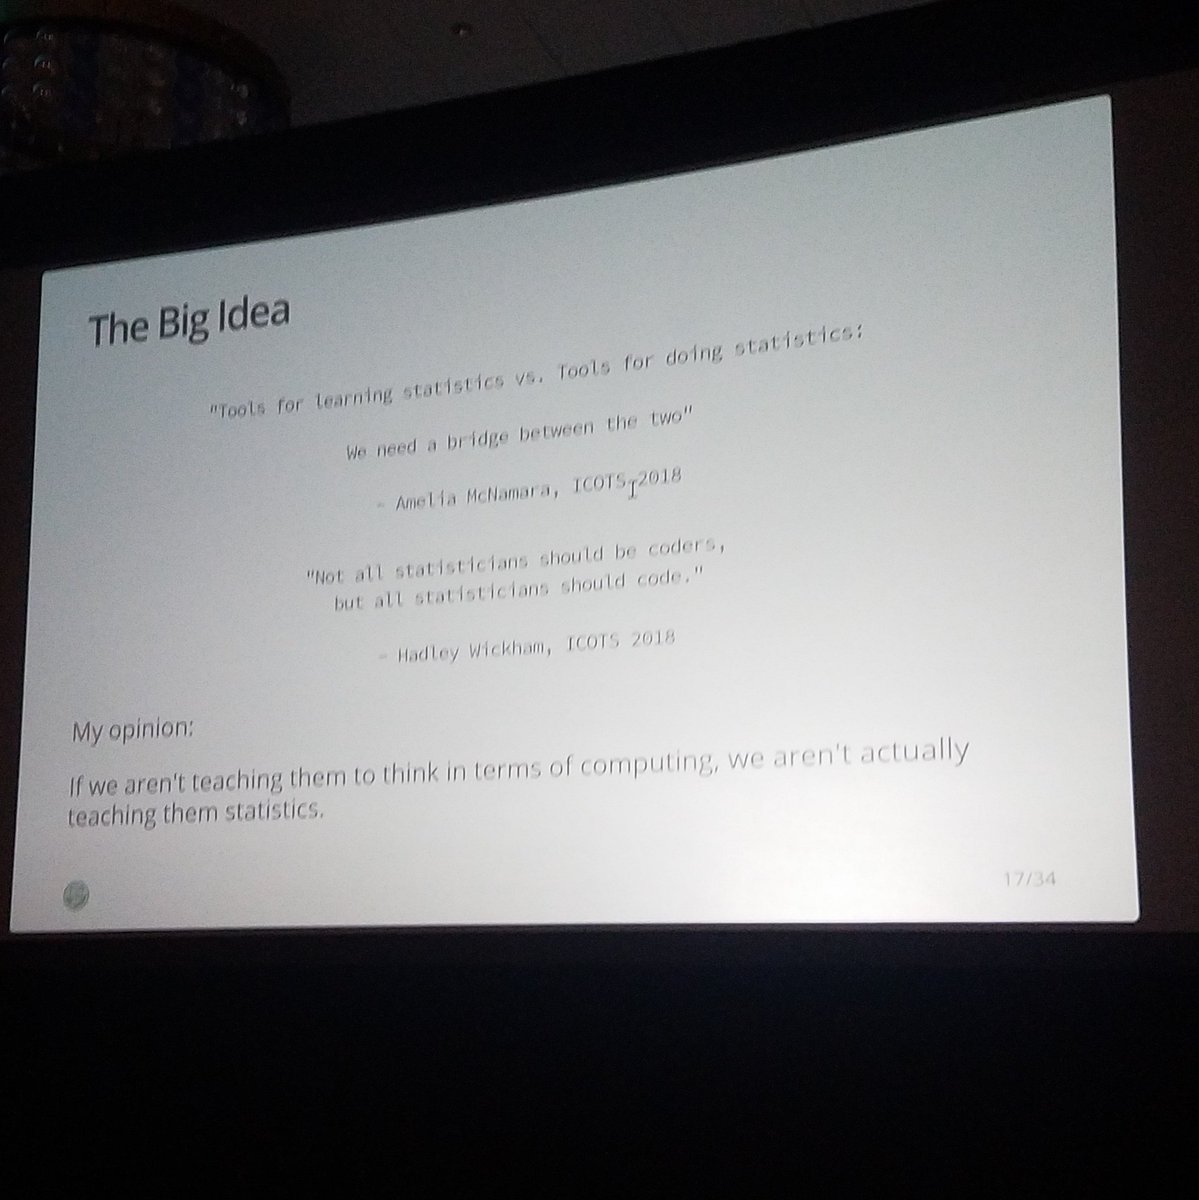 The Big Idea
"Tools for learning statistics vs. Tools for doing statistics:
We need a bridge between the two"
- Amelia McNamara, ICOTS 2018
"Not all statisticians should be coders,
but all statisticians should code."
- Hadley Wickham, ICOTS 2018
My opinion:
If we aren't teaching them to think in terms of computing, we aren't actually
teaching them statistics.
17/34